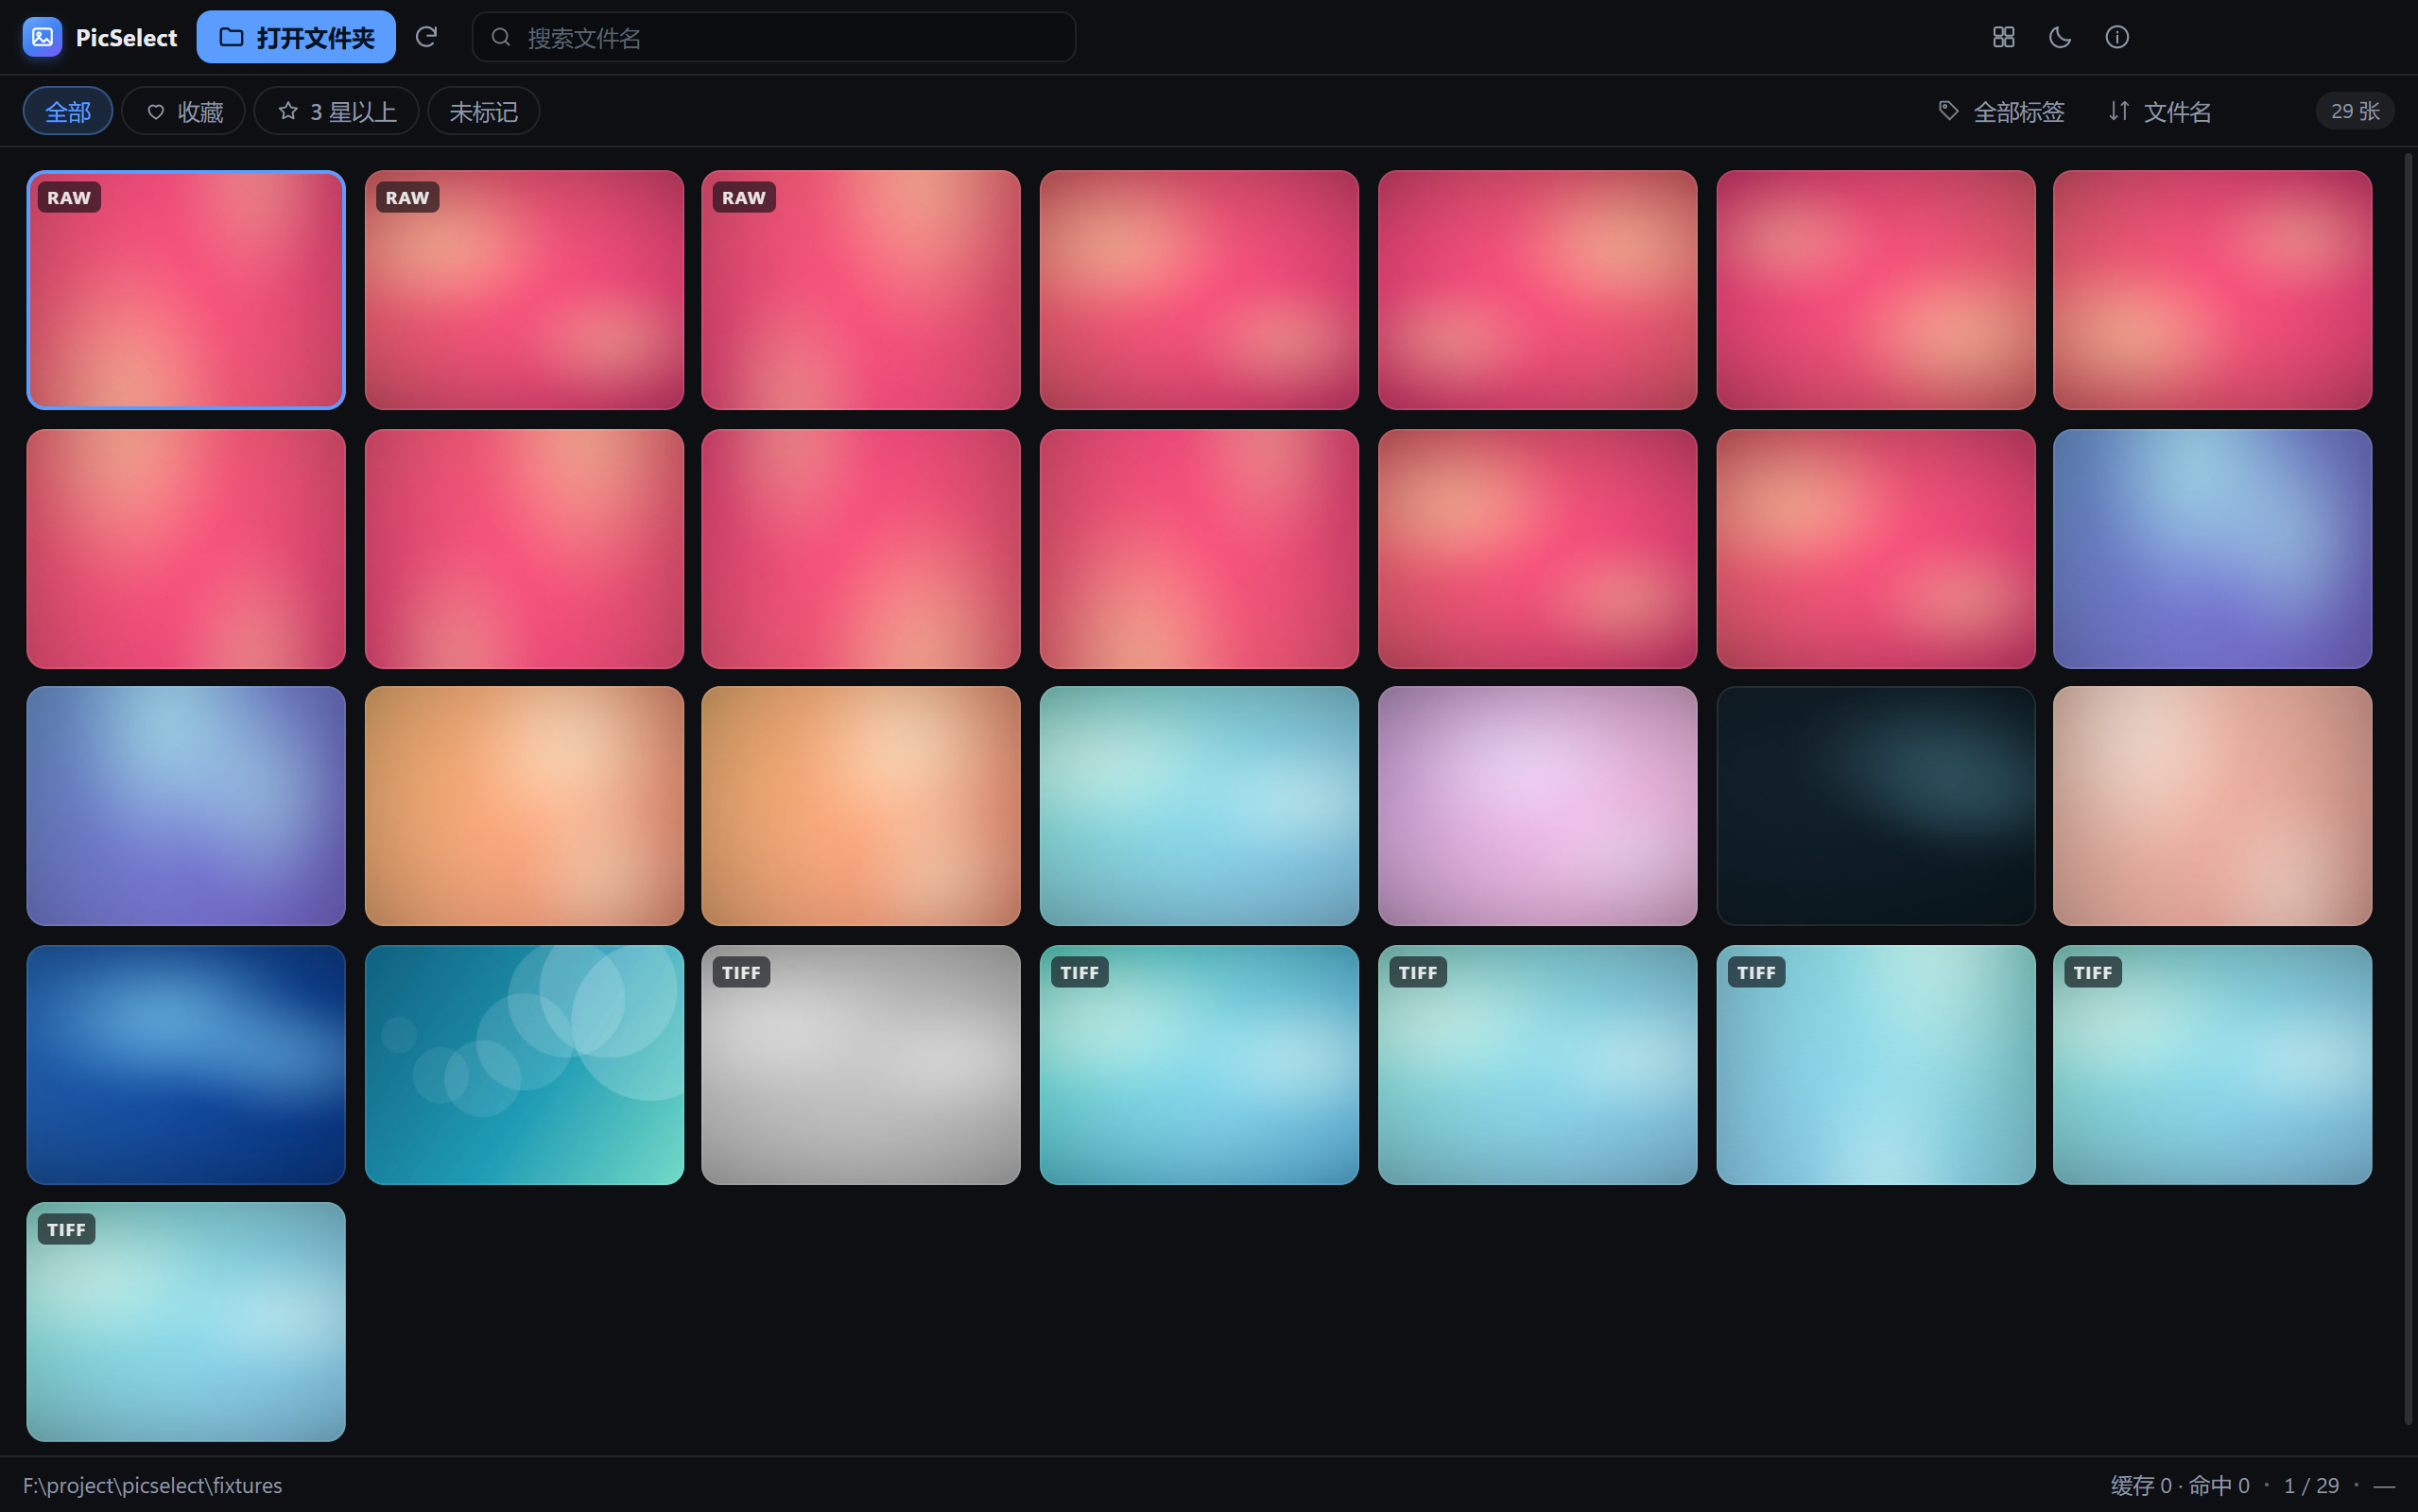 PicSelect 打开文件夹 搜索文件名
全部 收藏 3 星以上 未标记 全部标签 文件名 29 张
RAW RAW RAW
TIFF TIFF TIFF TIFF TIFF
TIFF
F:\project\picselect\fixtures 缓存 0 · 命中 0 · 1 / 29 · —